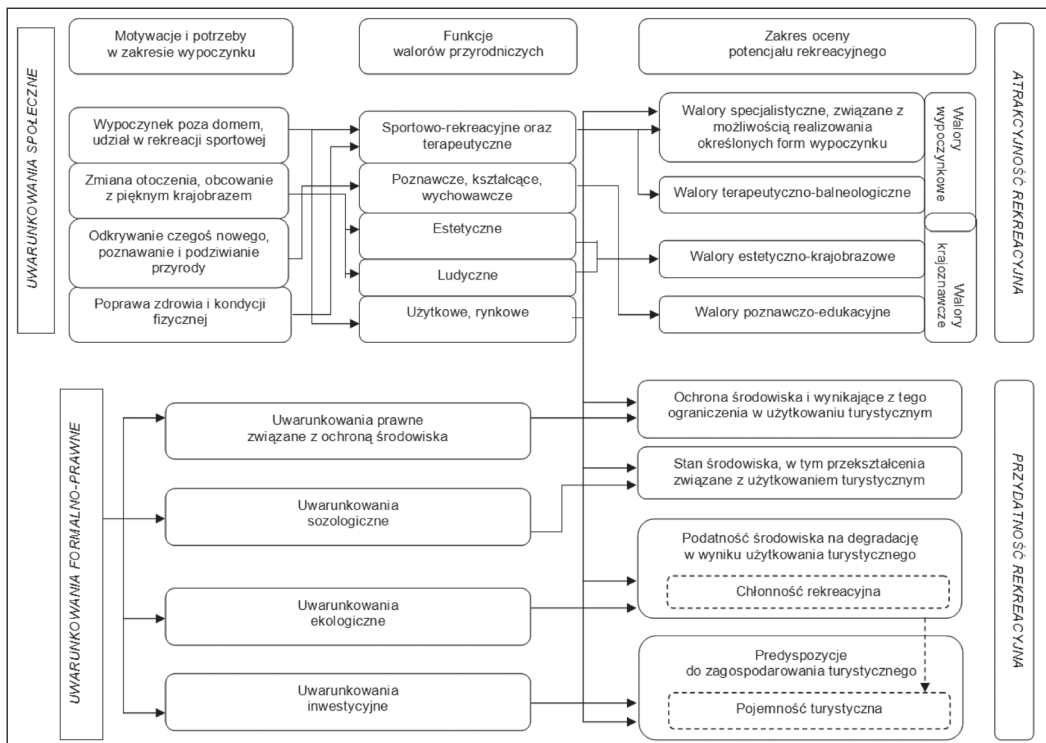 Motywacje i potrzeby
w zakresie wypoczynku
Funkcje
walorów przyrodniczych
Zakres oceny
potencjału rekreacyjnego
UWARUNKOWANIA SPOŁECZNE
Wypoczynek poza domem,
udział w rekreacji sportowej
Zmiana otoczenia, obcowanie
z pięknym krajobrazem
Odkrywanie czegoś nowego,
poznawanie i podziwianie
przyrody
Poprawa zdrowia i kondycji
fizycznej
Sportowo-rekreacyjne oraz
terapeutyczne
Poznawcze, kształcące,
wychowawcze
Estetyczne
Ludyczne
Użytkowe, rynkowe
Walory specjalistyczne, związane z
możliwością realizowania
określonych form wypoczynku
Walory terapeutyczno-balneologiczne
Walory estetyczno-krajobrazowe
Walory poznawczo-edukacyjne
Walory
wypoczynkowe
Walory
krajoznawcze
ATRAKCYJNOŚĆ REKREACYJNA
UWARUNKOWANIA FORMALNO-PRAWNE
Uwarunkowania prawne
związane z ochroną środowiska
Uwarunkowania
sozologiczne
Uwarunkowania
ekologiczne
Uwarunkowania
inwestycyjne
Ochrona środowiska i wynikające z tego
ograniczenia w użytkowaniu turystycznym
Stan środowiska, w tym przekształcenia
związane z użytkowaniem turystycznym
Podatność środowiska na degradację
w wyniku użytkowania turystycznego
Chłonność rekreacyjna
Predyspozycje
do zagospodarowania turystycznego
Pojemność turystyczna
PRZYDATNOŚĆ REKREACYJNA